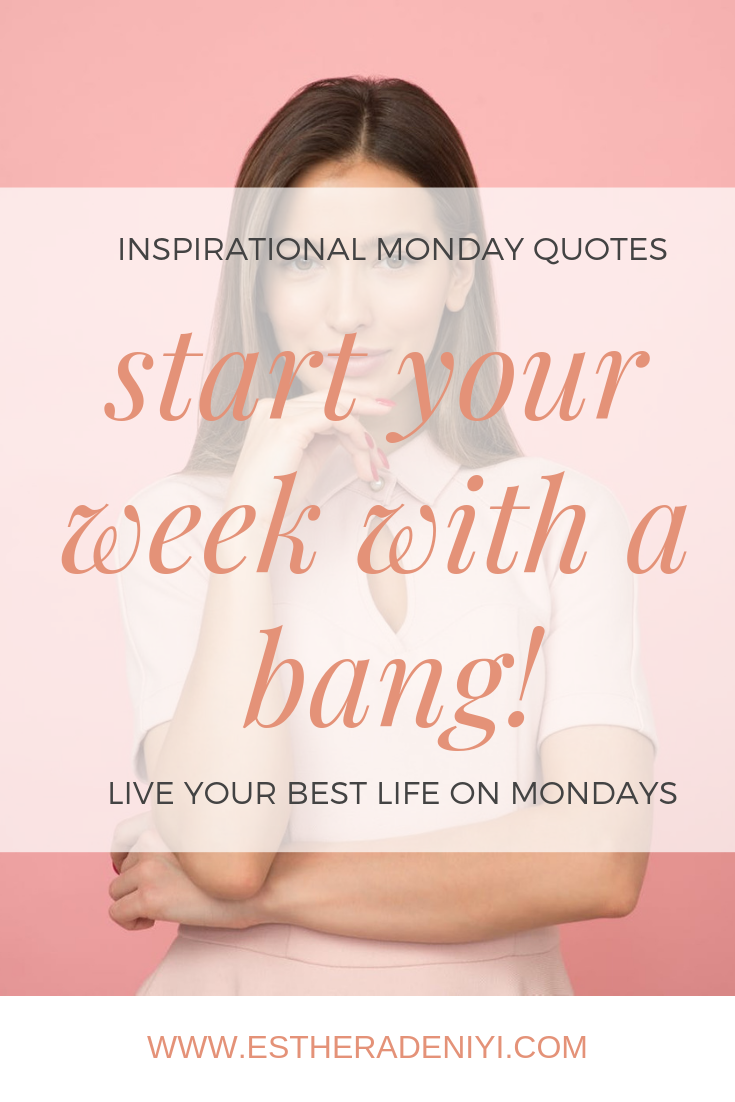 INSPIRATIONAL MONDAY QUOTES
start your
week with a
bang!
LIVE YOUR BEST LIFE ON MONDAYS
WWW.ESTHERADENIYI.COM